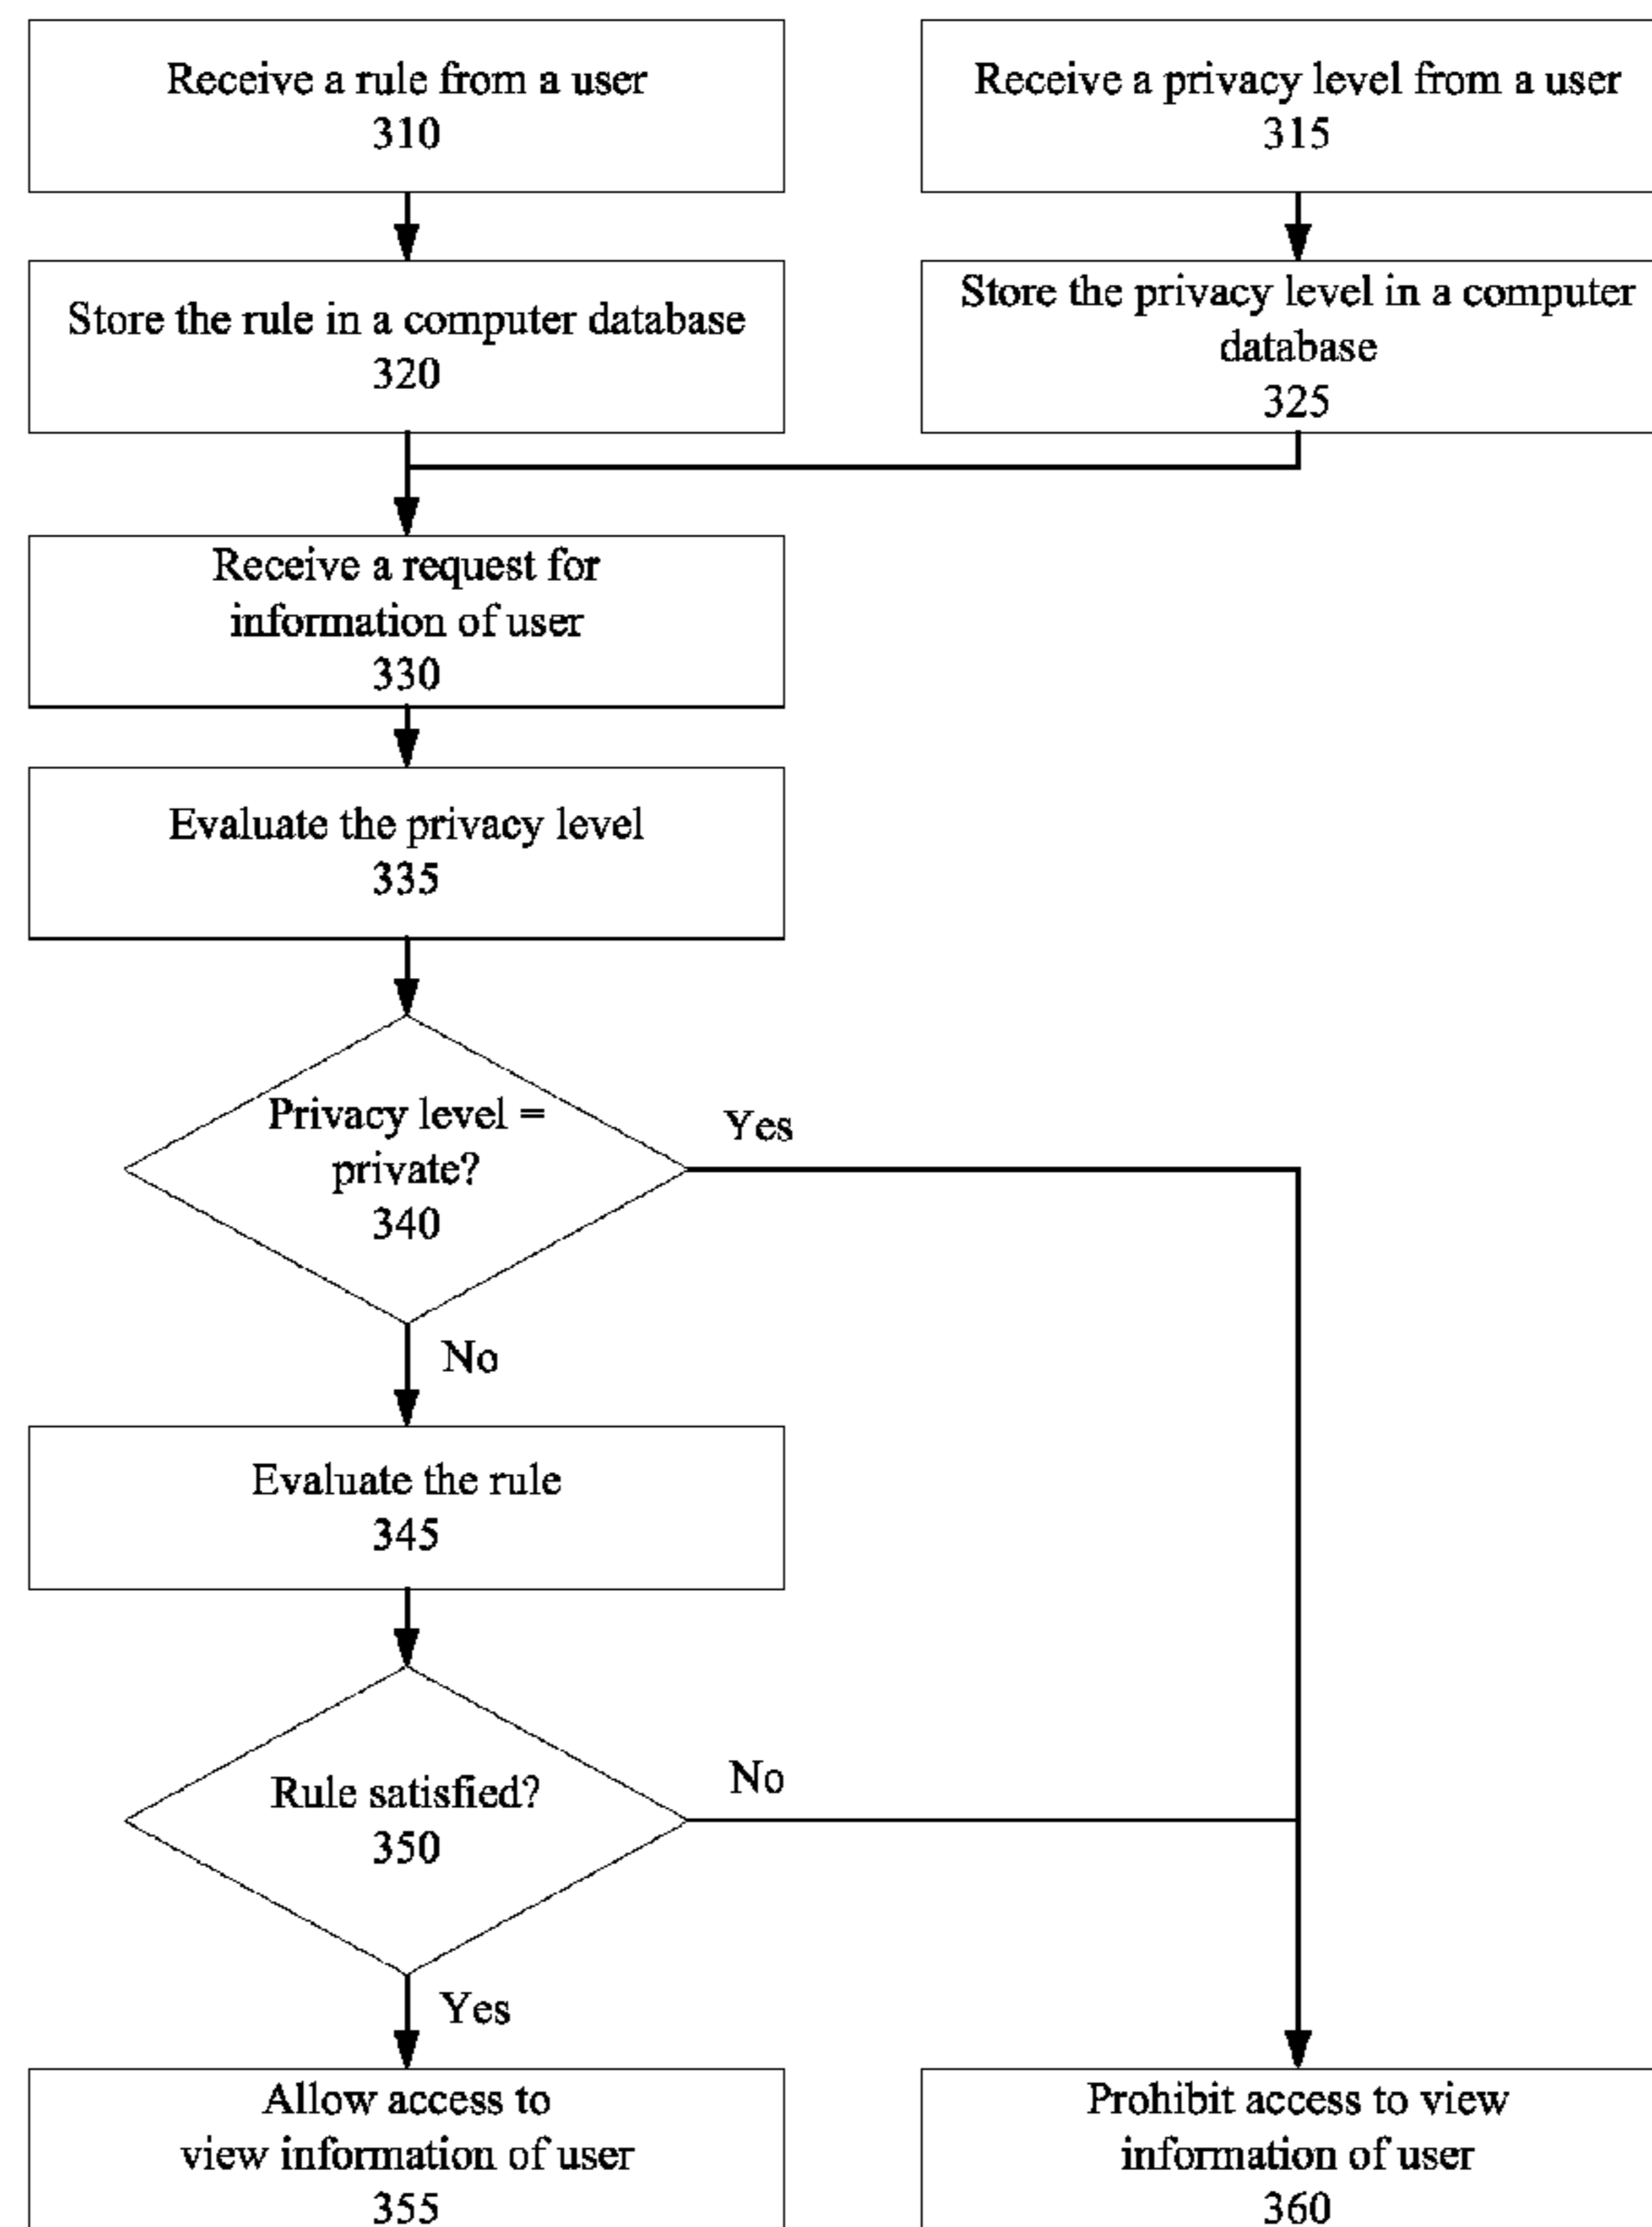 Receive a rule from a user
310
Receive a privacy level from a user
315
Store the rule in a computer database
320
Store the privacy level in a computer
database
325
Receive a request for
information of user
330
Evaluate the privacy level
335
Privacy level =
private?
340
Yes
No
Evaluate the rule
345
Rule satisfied?
350
No
Yes
Allow access to
view information of user
355
Prohibit access to view
information of user
360